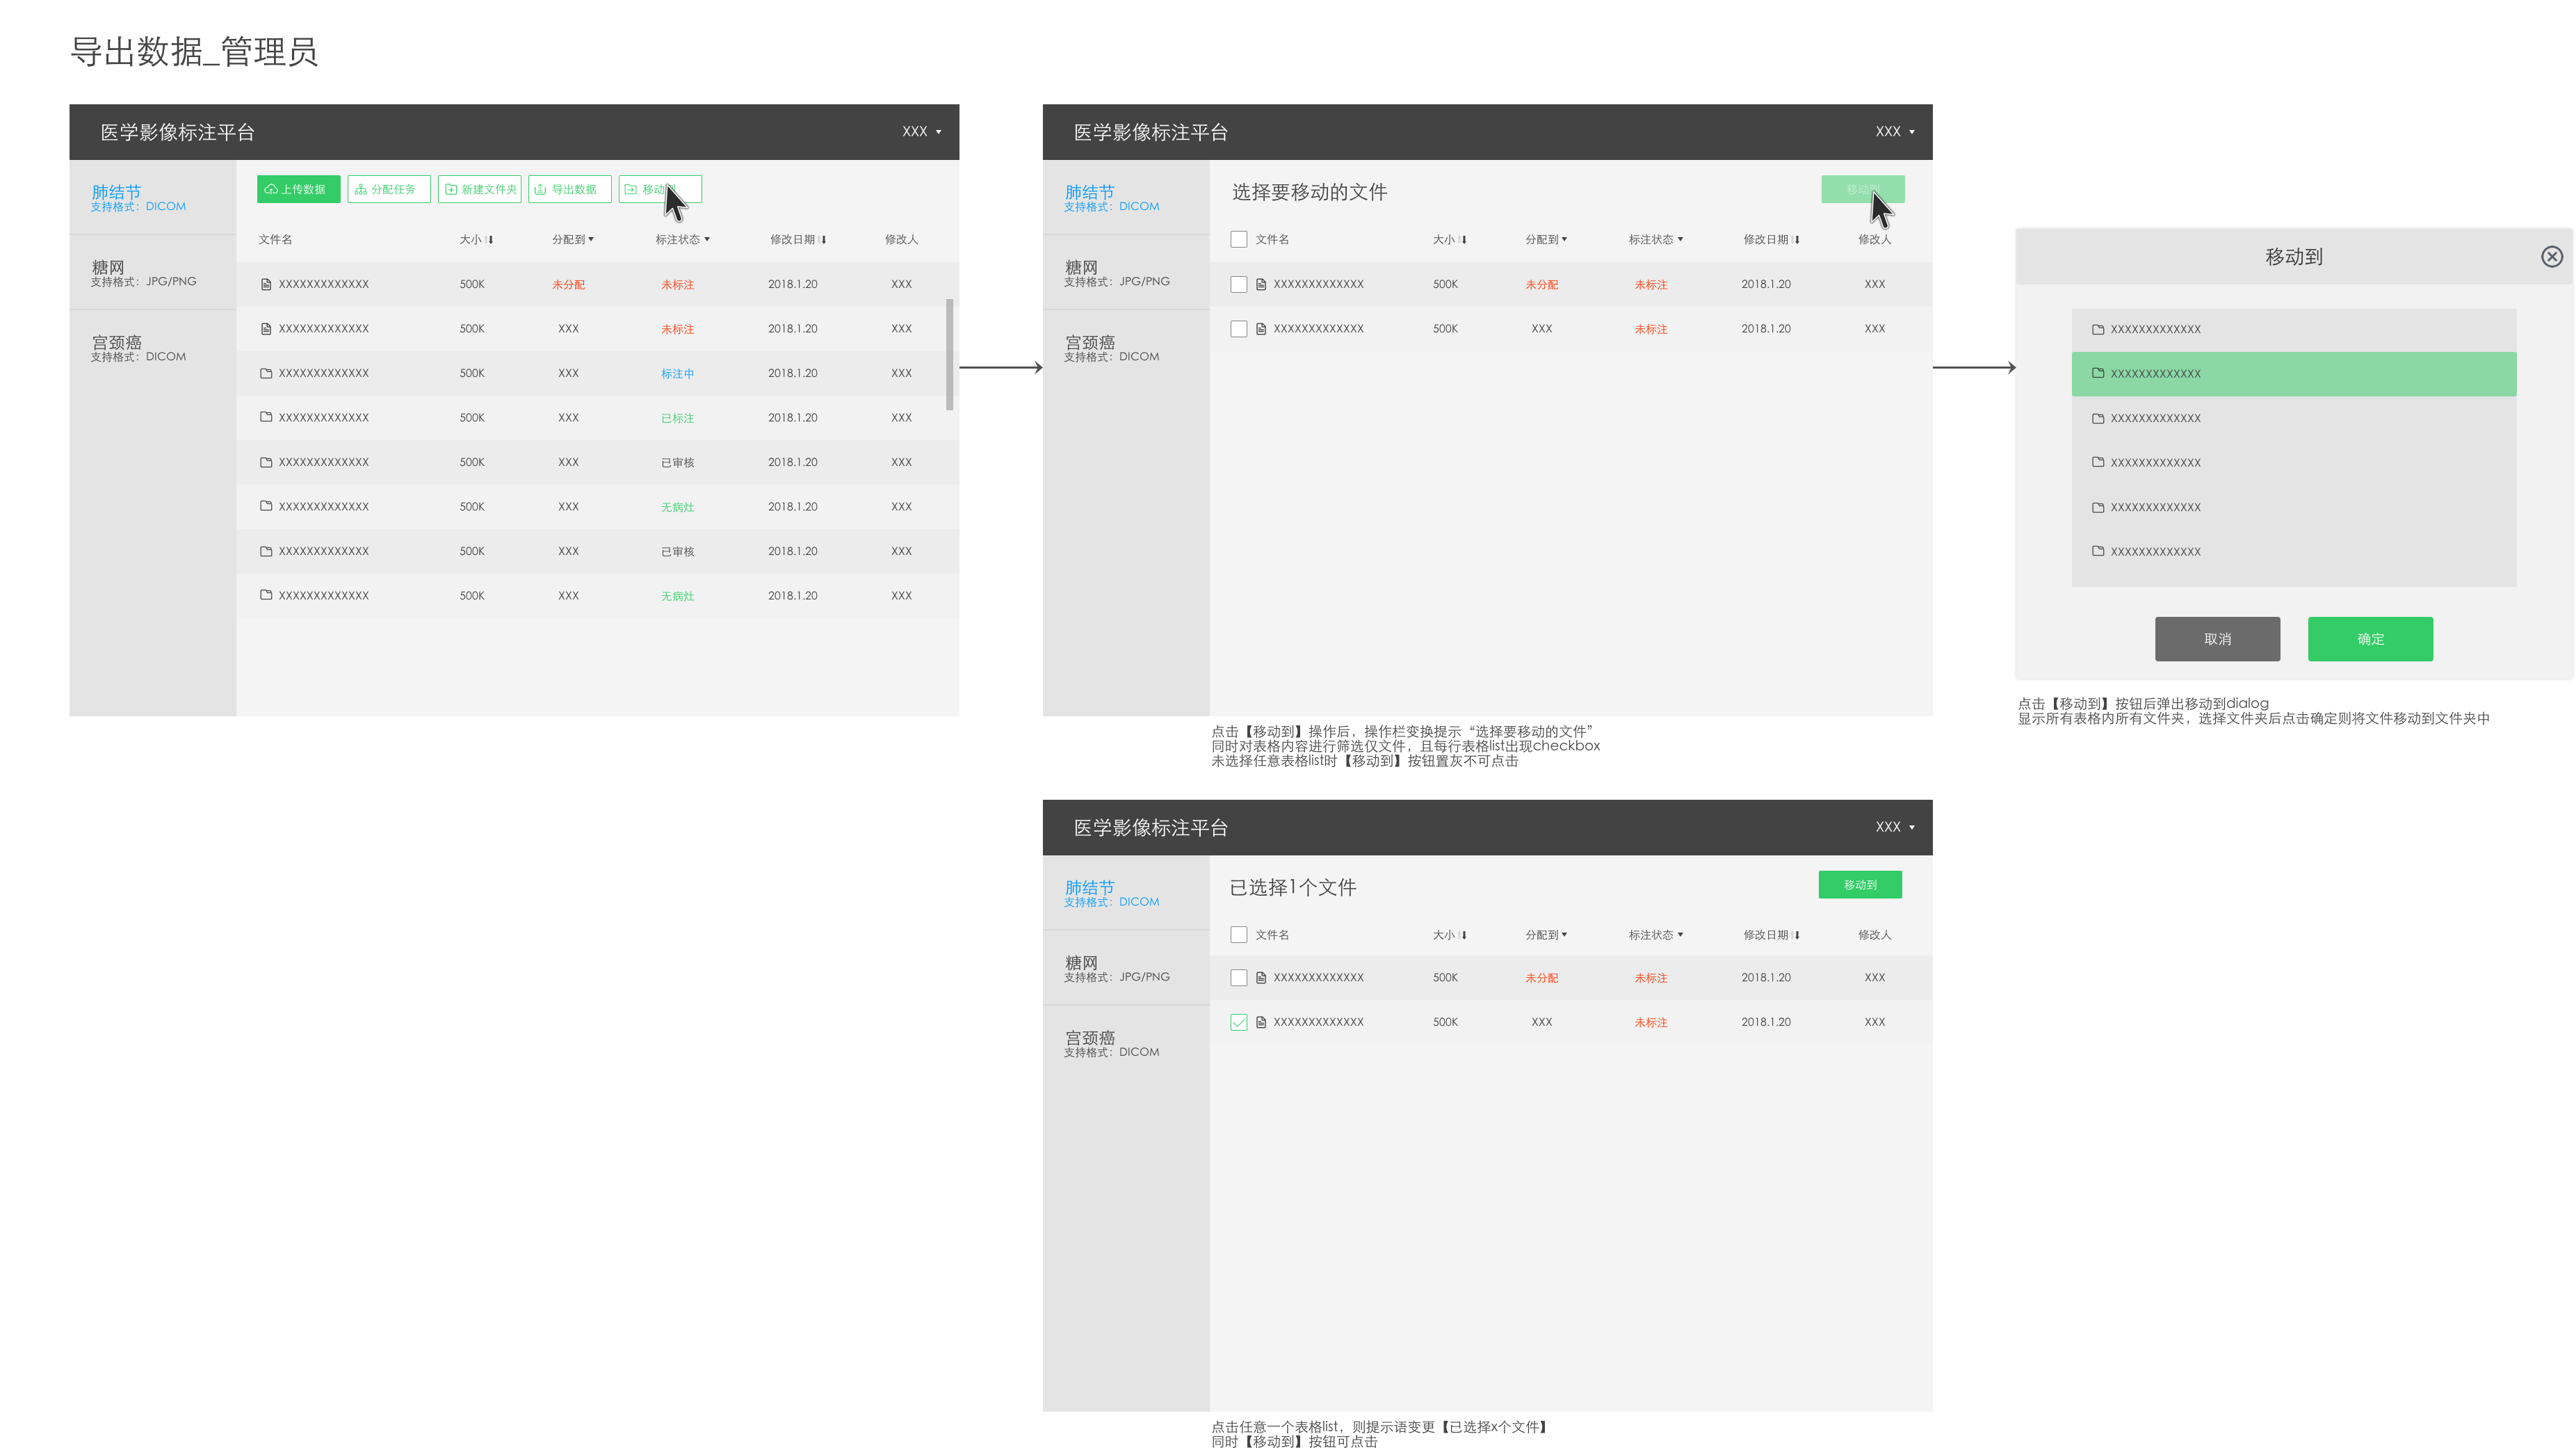 导出数据_管理员
医学影像标注平台 XXX
肺结节
支持格式：DICOM
糖网
支持格式：JPG/PNG
宫颈癌
支持格式：DICOM
上传数据 分配任务 新建文件夹 导出数据 移动
文件名 大小 分配到 标注状态 修改日期 修改人
XXXXXXXXXXXXX 500K 未分配 未标注 2018.1.20 XXX
XXXXXXXXXXXXX 500K XXX 未标注 2018.1.20 XXX
XXXXXXXXXXXXX 500K XXX 标注中 2018.1.20 XXX
XXXXXXXXXXXXX 500K XXX 已标注 2018.1.20 XXX
XXXXXXXXXXXXX 500K XXX 已审核 2018.1.20 XXX
XXXXXXXXXXXXX 500K XXX 无病灶 2018.1.20 XXX
XXXXXXXXXXXXX 500K XXX 已审核 2018.1.20 XXX
XXXXXXXXXXXXX 500K XXX 无病灶 2018.1.20 XXX
医学影像标注平台 XXX
肺结节
支持格式：DICOM
糖网
支持格式：JPG/PNG
宫颈癌
支持格式：DICOM
选择要移动的文件 移动到
文件名 大小 分配到 标注状态 修改日期 修改人
XXXXXXXXXXXXX 500K 未分配 未标注 2018.1.20 XXX
XXXXXXXXXXXXX 500K XXX 未标注 2018.1.20 XXX
点击【移动到】操作后，操作栏变换提示“选择要移动的文件”
同时对表格内容进行筛选仅文件，且每行表格list出现checkbox
未选择任意表格list时【移动到】按钮置灰不可点击
移动到
XXXXXXXXXXXXX
XXXXXXXXXXXXX
XXXXXXXXXXXXX
XXXXXXXXXXXXX
XXXXXXXXXXXXX
XXXXXXXXXXXXX
取消 确定
点击【移动到】按钮后弹出移动到dialog
显示所有表格内所有文件夹，选择文件夹后点击确定则将文件移动到文件夹中
医学影像标注平台 XXX
肺结节
支持格式：DICOM
糖网
支持格式：JPG/PNG
宫颈癌
支持格式：DICOM
已选择1个文件 移动到
文件名 大小 分配到 标注状态 修改日期 修改人
XXXXXXXXXXXXX 500K 未分配 未标注 2018.1.20 XXX
XXXXXXXXXXXXX 500K XXX 未标注 2018.1.20 XXX
点击任意一个表格list，则提示语变更【已选择x个文件】
同时【移动到】按钮可点击